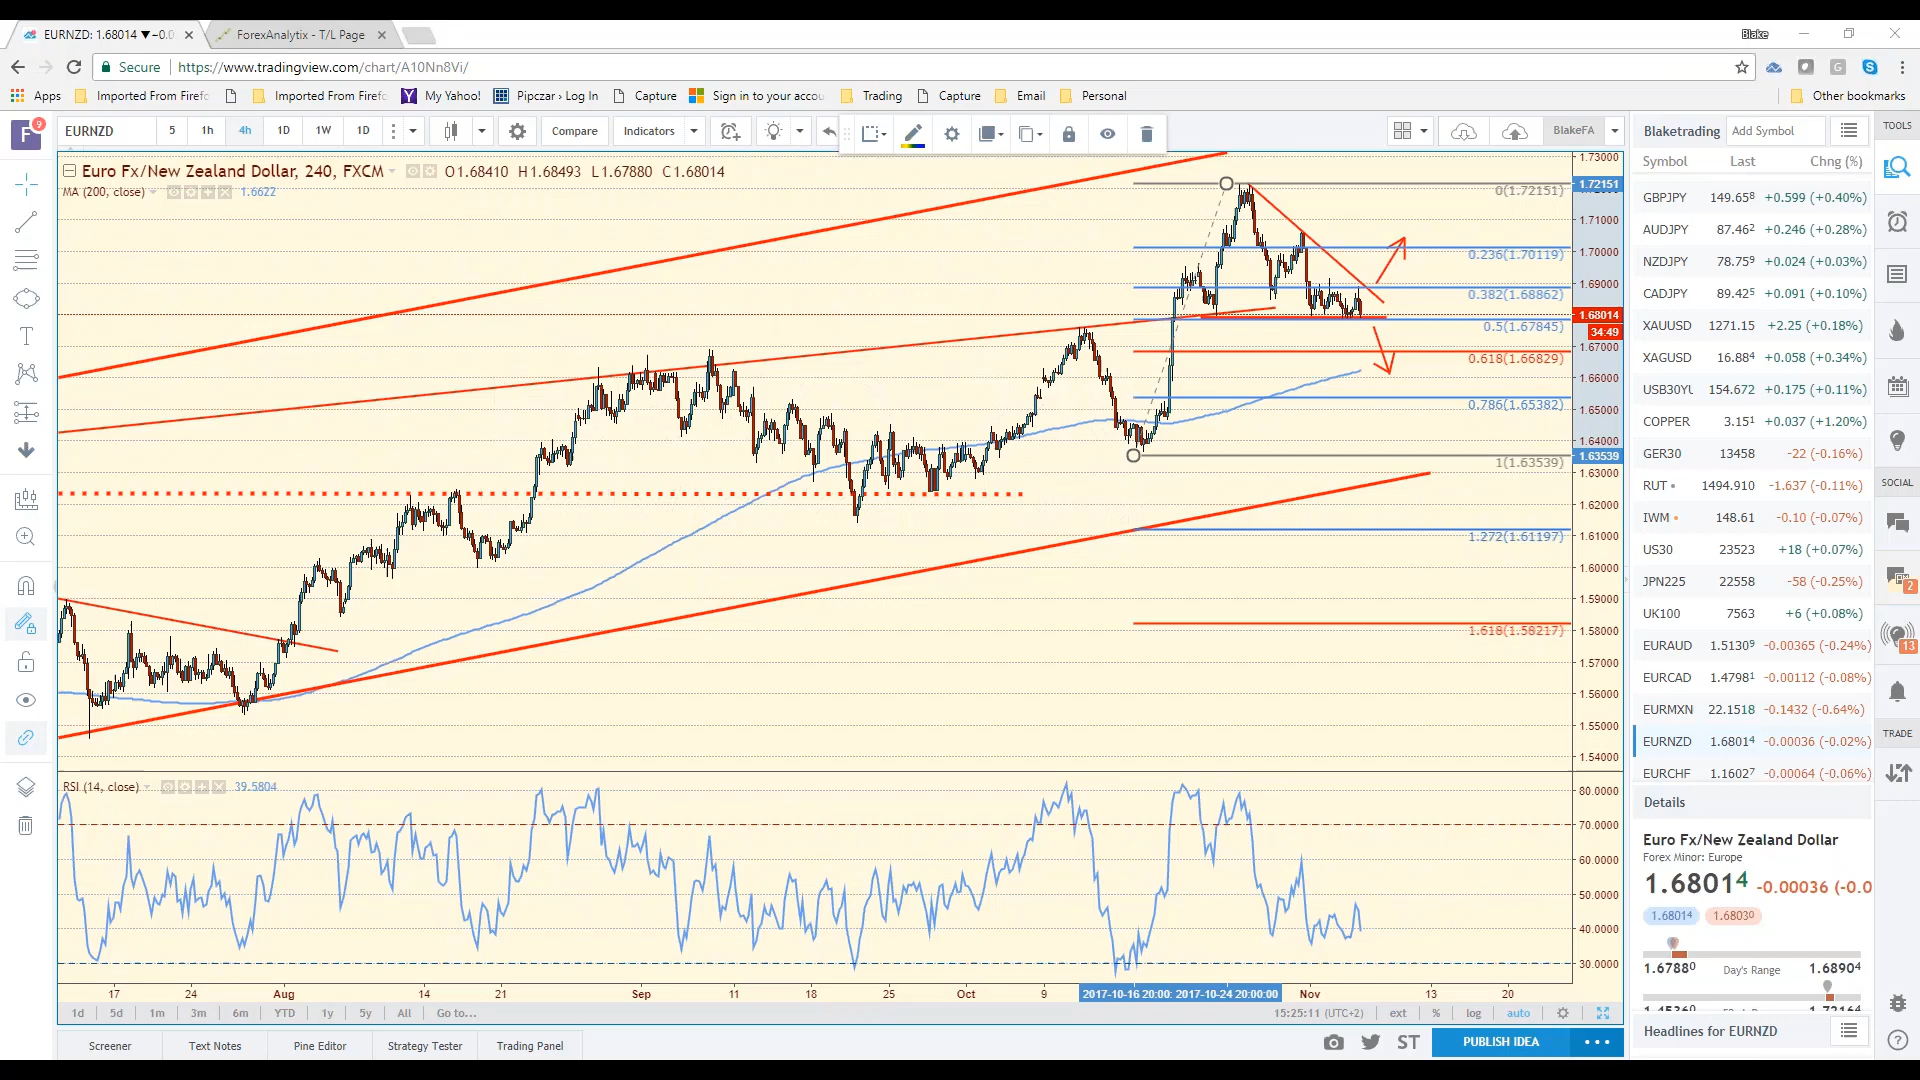 EURNZD: 1.68014 ▼−0.0
ForexAnalytix - T/L Page
Blake
Secure
https://www.tradingview.com/chart/A10Nn8Vi/
Apps
Imported From Firefo
Imported From Firefo
My Yahoo!
Pipczar › Log In
Capture
Sign in to your accou
Trading
Capture
Email
Personal
Other bookmarks
F 9
EURNZD
5 1h 4h 1D 1W 1D
Compare
Indicators
BlakeFA
Blaketrading
Add Symbol
TOOLS
Euro Fx/New Zealand Dollar, 240, FXCM
O1.68410 H1.68493 L1.67880 C1.68014
MA (200, close)
1.6622
0(1.72151)
0.236(1.70119)
0.382(1.68862)
0.5(1.67845)
0.618(1.66829)
0.786(1.65382)
1(1.63539)
1.272(1.61197)
1.618(1.58217)
1.73000
1.72151
1.71000
1.70000
1.69000
1.68014
34:49
1.67000
1.66000
1.65000
1.64000
1.63539
1.63000
1.62000
1.61000
1.60000
1.59000
1.58000
1.57000
1.56000
1.55000
1.54000
RSI (14, close)
39.5804
80.0000
70.0000
60.0000
50.0000
40.0000
30.0000
17 24 Aug 14 21 Sep 11 18 25 Oct 9 2017-10-16 20:00: 2017-10-24 20:00:00 Nov 13 20
1d 5d 1m 3m 6m YTD 1y 5y All Go to...
15:25:11 (UTC+2) ext % log auto
Screener
Text Notes
Pine Editor
Strategy Tester
Trading Panel
ST
PUBLISH IDEA
Symbol Last Chng (%)
GBPJPY 149.65⁸ +0.599 (+0.40%)
AUDJPY 87.46² +0.246 (+0.28%)
NZDJPY 78.75⁹ +0.024 (+0.03%)
CADJPY 89.42⁵ +0.091 (+0.10%)
XAUUSD 1271.15 +2.25 (+0.18%)
XAGUSD 16.88⁴ +0.058 (+0.34%)
USB30YU 154.672 +0.175 (+0.11%)
COPPER 3.15¹ +0.037 (+1.20%)
GER30 13458 -22 (-0.16%)
RUT 1494.910 -1.637 (-0.11%)
IWM 148.61 -0.10 (-0.07%)
US30 23523 +18 (+0.07%)
JPN225 22558 -58 (-0.25%)
UK100 7563 +6 (+0.08%)
EURAUD 1.5130⁹ -0.00365 (-0.24%)
EURCAD 1.4798¹ -0.00112 (-0.08%)
EURMXN 22.1518 -0.1432 (-0.64%)
EURNZD 1.6801⁴ -0.00036 (-0.02%)
EURCHF 1.1602⁷ -0.00064 (-0.06%)
SOCIAL
2
13
TRADE
Details
Euro Fx/New Zealand Dollar
Forex Minor: Europe
1.6801⁴ -0.00036 (-0.0
1.6801⁴ 1.6803⁰
1.6788⁰ Day's Range 1.6890⁴
Headlines for EURNZD